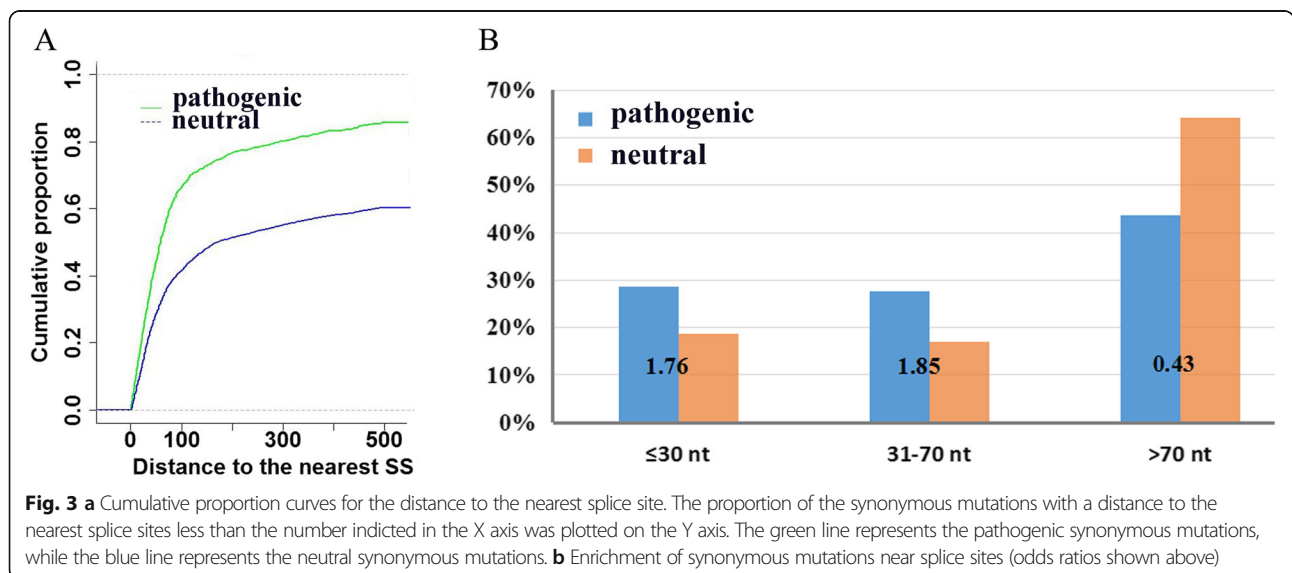 A
1.0
0.8
0.6
0.4
0.2
0.0
Cumulative proportion
pathogenic
neutral
0 100 300 500
Distance to the nearest SS
B
70%
60%
50%
40%
30%
20%
10%
0%
pathogenic
neutral
1.76
1.85
0.43
≤30 nt
31-70 nt
>70 nt
Fig. 3 a Cumulative proportion curves for the distance to the nearest splice site. The proportion of the synonymous mutations with a distance to the
nearest splice sites less than the number indicted in the X axis was plotted on the Y axis. The green line represents the pathogenic synonymous mutations,
while the blue line represents the neutral synonymous mutations. b Enrichment of synonymous mutations near splice sites (odds ratios shown above)